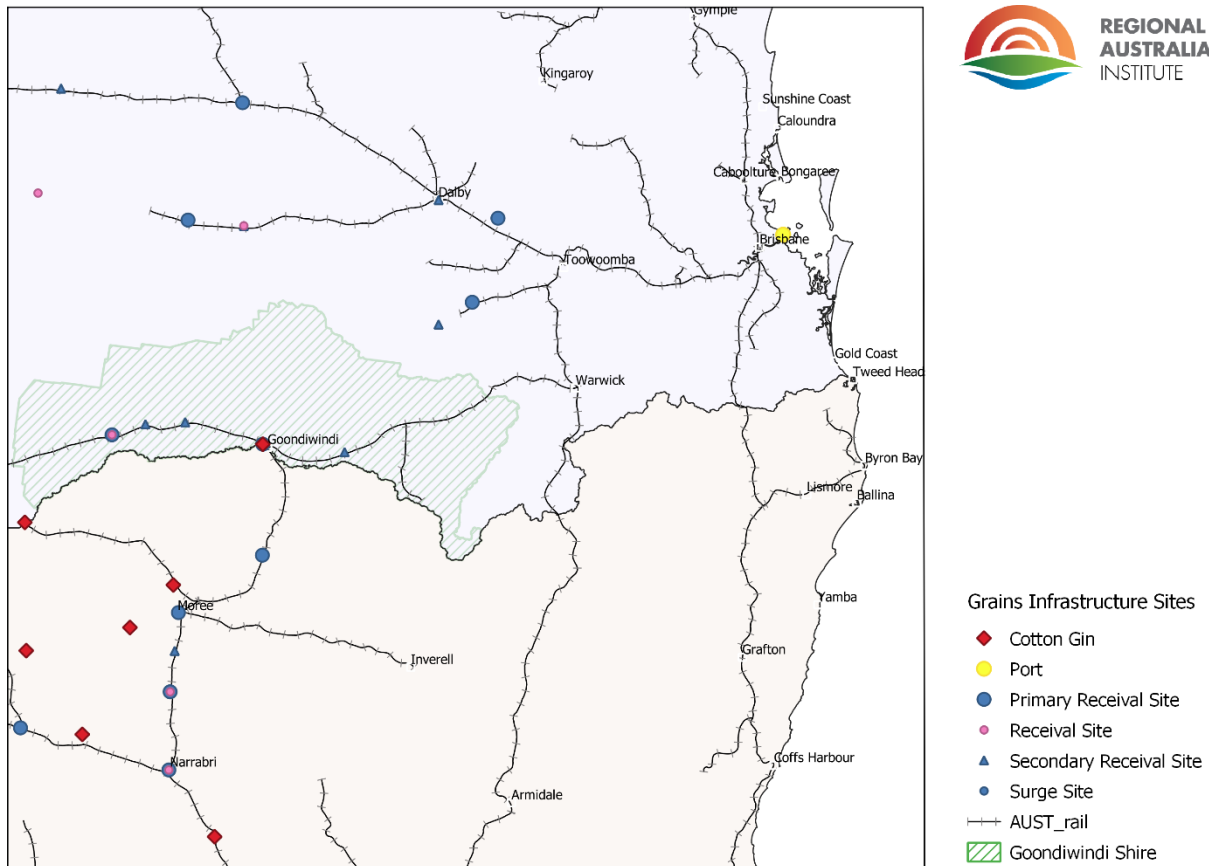 Gympie
Kingaroy
Sunshine Coast
Caloundra
Caboolture Bongaree
Dalby
Brisbane
Toowoomba
Gold Coast
Tweed Head
Warwick
Goondiwindi
Byron Bay
Lismore
Ballina
Moree
Yamba
Inverell
Grafton
Narrabri
Coffs Harbour
Armidale
REGIONAL
AUSTRALIA
INSTITUTE
Grains Infrastructure Sites
Cotton Gin
Port
Primary Receival Site
Receival Site
Secondary Receival Site
Surge Site
AUST_rail
Goondiwindi Shire